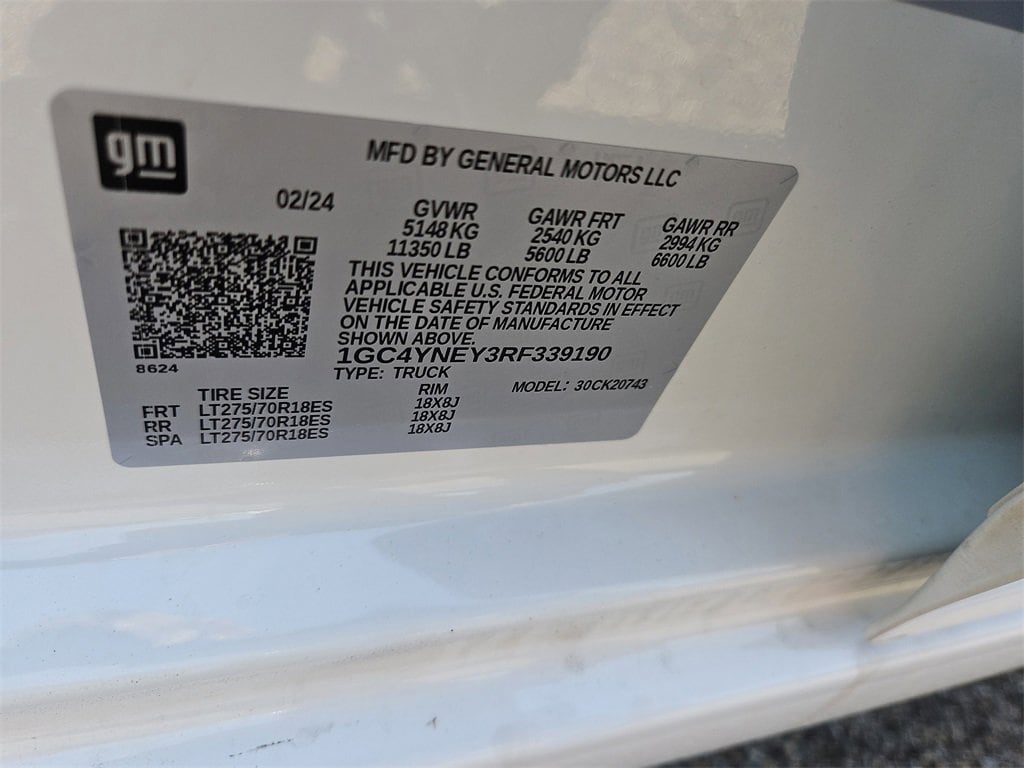 gm
MFD BY GENERAL MOTORS LLC
02/24
GVWR GAWR FRT GAWR RR
5148 KG 2540 KG 2994 KG
11350 LB 5600 LB 6600 LB
THIS VEHICLE CONFORMS TO ALL
APPLICABLE U.S. FEDERAL MOTOR
VEHICLE SAFETY STANDARDS IN EFFECT
ON THE DATE OF MANUFACTURE
SHOWN ABOVE.
1GC4YNEY3RF339190
8624
TYPE: TRUCK
MODEL: 30CK20743
TIRE SIZE RIM
FRT LT275/70R18ES 18X8J
RR LT275/70R18ES 18X8J
SPA LT275/70R18ES 18X8J